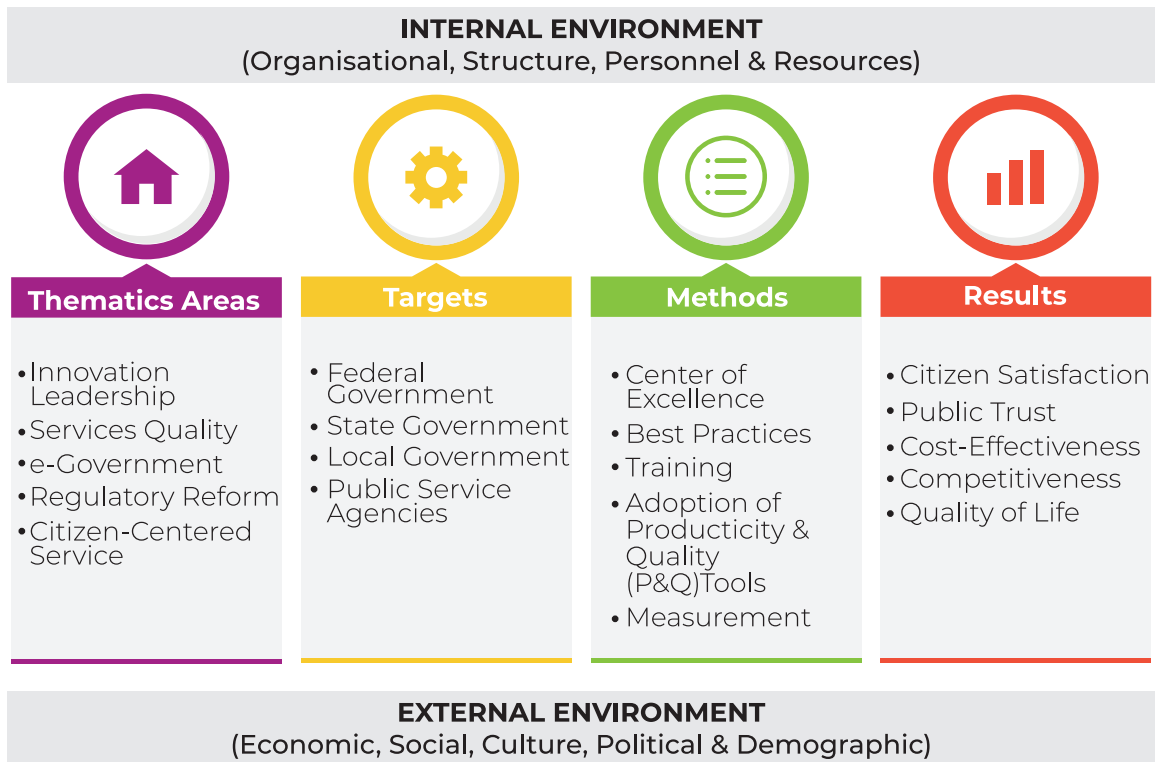 INTERNAL ENVIRONMENT
(Organisational, Structure, Personnel & Resources)
Thematics Areas
• Innovation
Leadership
• Services Quality
• e-Government
• Regulatory Reform
• Citizen-Centered
Service
Targets
• Federal
Government
• State Government
• Local Government
• Public Service
Agencies
Methods
• Center of
Excellence
• Best Practices
• Training
• Adoption of
Producticity &
Quality
(P&Q)Tools
• Measurement
Results
• Citizen Satisfaction
• Public Trust
• Cost-Effectiveness
• Competitiveness
• Quality of Life
EXTERNAL ENVIRONMENT
(Economic, Social, Culture, Political & Demographic)